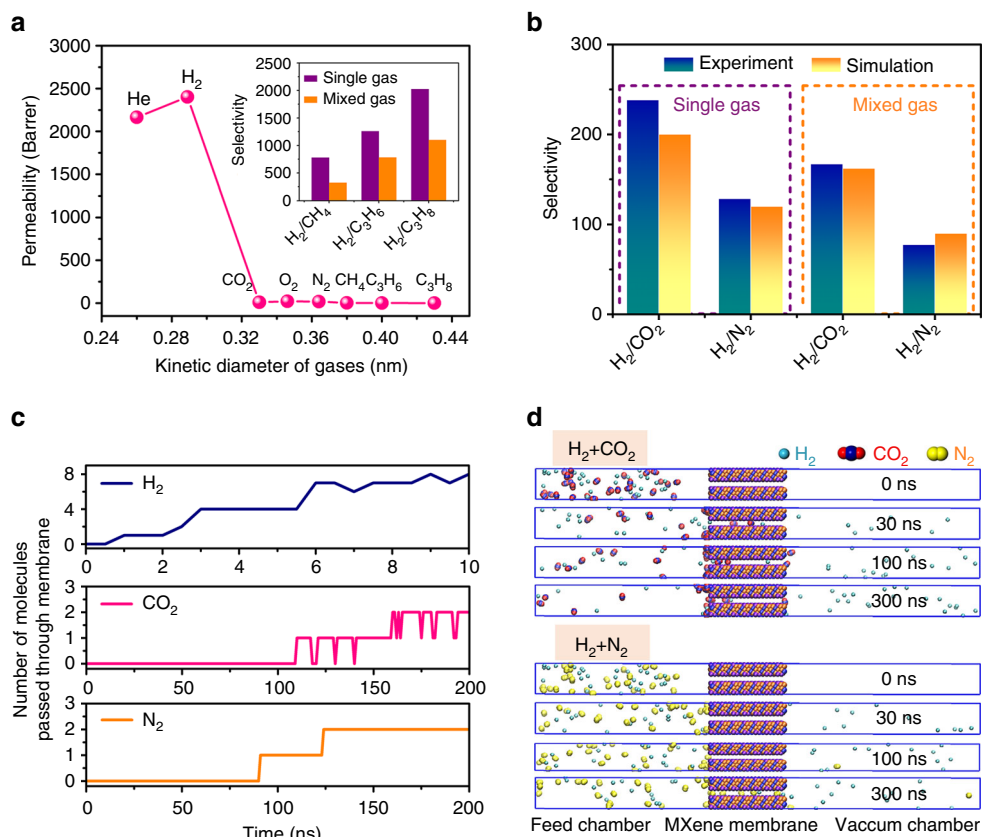 a
3000
2500
2000
1500
1000
500
0
Permeability (Barrer)
He
H2
CO2
O2
N2
CH4
C3H6
C3H8
0.24
0.28
0.32
0.36
0.40
0.44
Kinetic diameter of gases (nm)
2500
2000
1500
1000
500
0
Selectivity
Single gas
Mixed gas
H2/CH4
H2/C3H6
H2/C3H8
b
300
200
100
0
Selectivity
Experiment
Simulation
Single gas
Mixed gas
H2/CO2
H2/N2
H2/CO2
H2/N2
c
Number of molecules
passed through membrane
8
4
0
H2
0
2
4
6
8
10
3
2
1
0
CO2
0
50
100
150
200
3
2
1
0
N2
0
50
100
150
200
Time (ns)
d
H2+CO2
H2
CO2
N2
0 ns
30 ns
100 ns
300 ns
H2+N2
0 ns
30 ns
100 ns
300 ns
Feed chamber
MXene membrane
Vaccum chamber